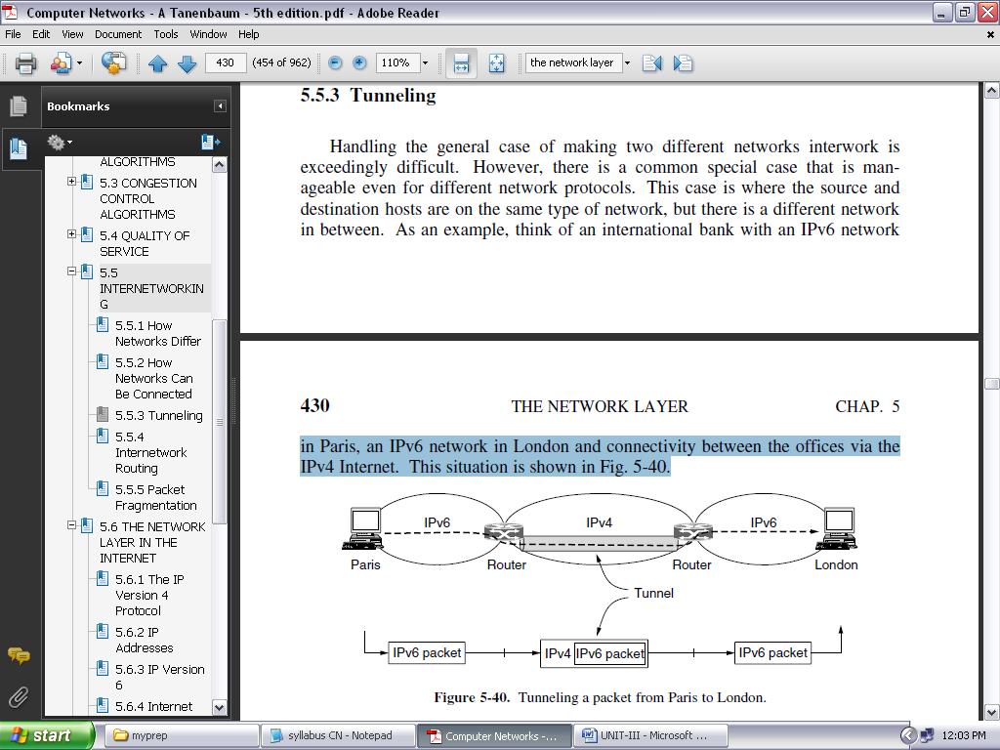 Computer Networks - A Tanenbaum - 5th edition.pdf - Adobe Reader
File Edit View Document Tools Window Help
430 (454 of 962) 110% the network layer
Bookmarks
ALGORITHMS
5.3 CONGESTION
CONTROL
ALGORITHMS
5.4 QUALITY OF
SERVICE
5.5
INTERNETWORKIN
G
5.5.1 How
Networks Differ
5.5.2 How
Networks Can
Be Connected
5.5.3 Tunneling
5.5.4
Internetwork
Routing
5.5.5 Packet
Fragmentation
5.6 THE NETWORK
LAYER IN THE
INTERNET
5.6.1 The IP
Version 4
Protocol
5.6.2 IP
Addresses
5.6.3 IP Version
6
5.6.4 Internet
5.5.3 Tunneling
Handling the general case of making two different networks interwork is
exceedingly difficult. However, there is a common special case that is man-
ageable even for different network protocols. This case is where the source and
destination hosts are on the same type of network, but there is a different network
in between. As an example, think of an international bank with an IPv6 network
430 THE NETWORK LAYER CHAP. 5
in Paris, an IPv6 network in London and connectivity between the offices via the
IPv4 Internet. This situation is shown in Fig. 5-40.
IPv6 IPv4 IPv6
Paris Router Router London
Tunnel
IPv6 packet IPv4 IPv6 packet IPv6 packet
Figure 5-40. Tunneling a packet from Paris to London.
start myprep syllabus CN - Notepad Computer Networks -... UNIT-III - Microsoft ... 12:03 PM